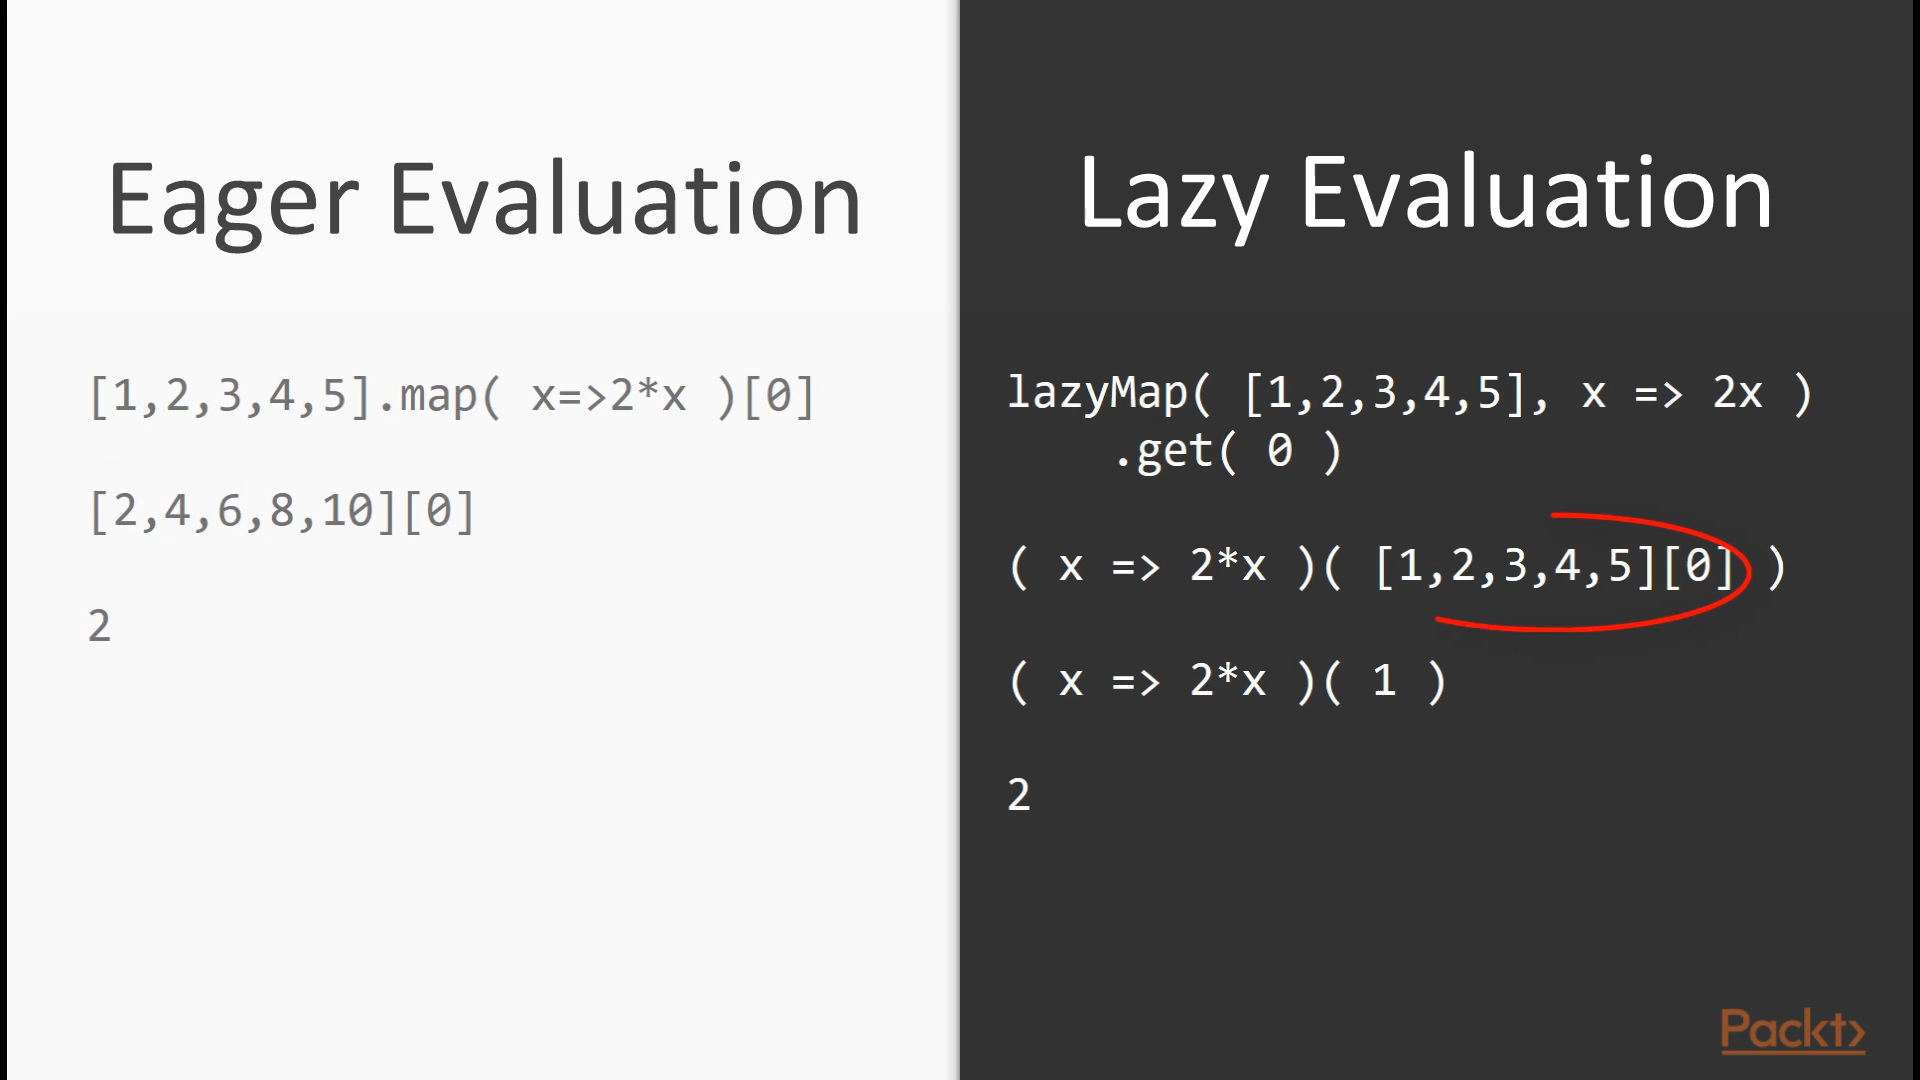 Eager Evaluation
[1,2,3,4,5].map( x=>2*x )[0]
[2,4,6,8,10][0]
2
Lazy Evaluation
lazyMap( [1,2,3,4,5], x => 2x )
.get( 0 )
( x => 2*x )( [1,2,3,4,5][0] )
( x => 2*x )( 1 )
2
Packt>